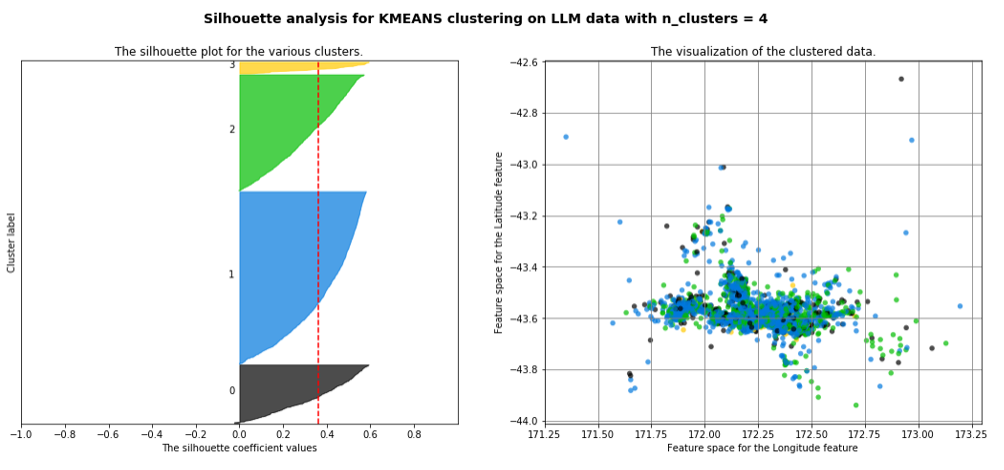 Silhouette analysis for KMEANS clustering on LLM data with n_clusters = 4
The silhouette plot for the various clusters.
Cluster label
3
2
1
0
−1.0 −0.8 −0.6 −0.4 −0.2 0.0 0.2 0.4 0.6 0.8
The silhouette coefficient values
The visualization of the clustered data.
Feature space for the Latitude feature
−42.6
−42.8
−43.0
−43.2
−43.4
−43.6
−43.8
−44.0
171.25 171.50 171.75 172.00 172.25 172.50 172.75 173.00 173.25
Feature space for the Longitude feature